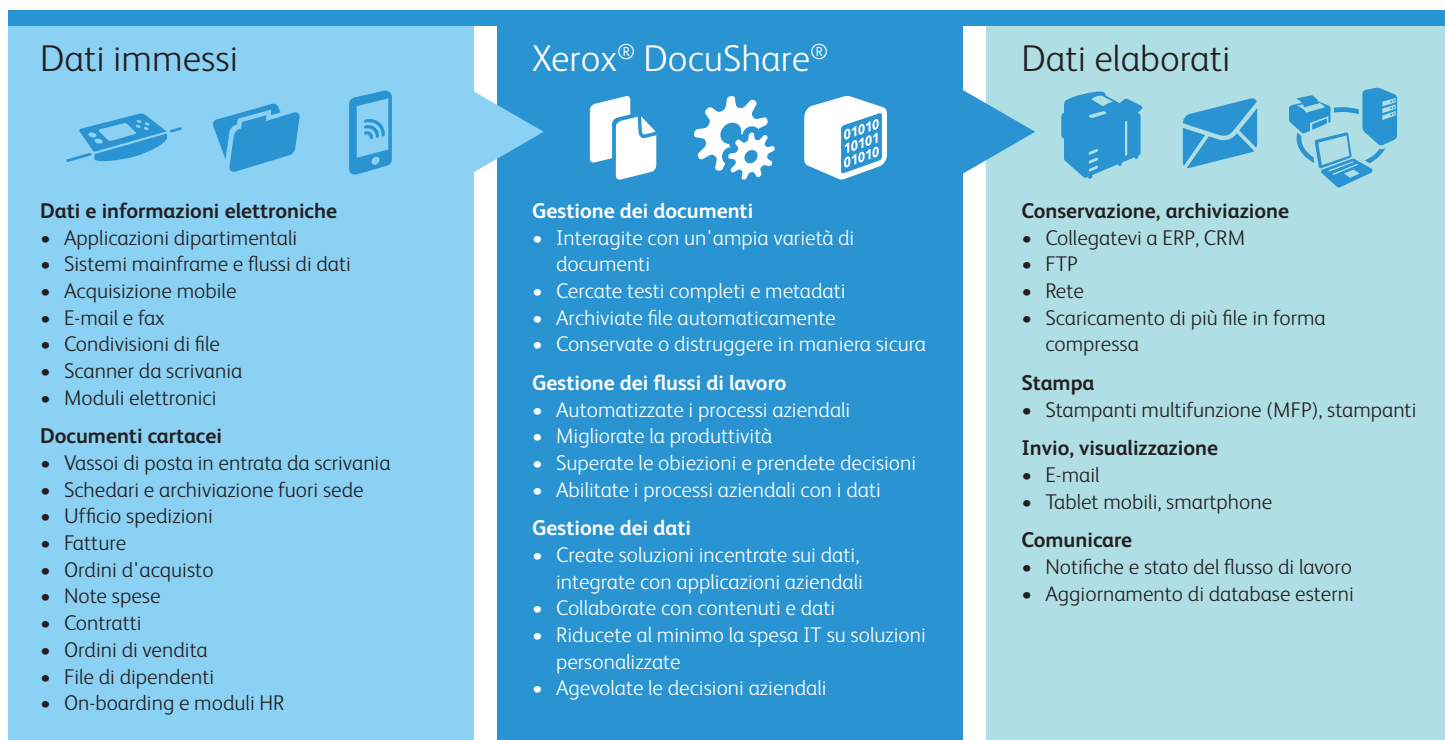 Dati immessi
Dati e informazioni elettroniche
• Applicazioni dipartimentali
• Sistemi mainframe e flussi di dati
• Acquisizione mobile
• E-mail e fax
• Condivisioni di file
• Scanner da scrivania
• Moduli elettronici
Documenti cartacei
• Vassoi di posta in entrata da scrivania
• Schedari e archiviazione fuori sede
• Ufficio spedizioni
• Fatture
• Ordini d'acquisto
• Note spese
• Contratti
• Ordini di vendita
• File di dipendenti
• On-boarding e moduli HR
Xerox® DocuShare®
01010
10101
01010
Gestione dei documenti
• Interagite con un'ampia varietà di
documenti
• Cercate testi completi e metadati
• Archiviate file automaticamente
• Conservate o distruggere in maniera sicura
Gestione dei flussi di lavoro
• Automatizzate i processi aziendali
• Migliorate la produttività
• Superate le obiezioni e prendete decisioni
• Abilitate i processi aziendali con i dati
Gestione dei dati
• Create soluzioni incentrate sui dati,
integrate con applicazioni aziendali
• Collaborate con contenuti e dati
• Riducete al minimo la spesa IT su soluzioni
personalizzate
• Agevolate le decisioni aziendali
Dati elaborati
Conservazione, archiviazione
• Collegatevi a ERP, CRM
• FTP
• Rete
• Scaricamento di più file in forma
compressa
Stampa
• Stampanti multifunzione (MFP), stampanti
Invio, visualizzazione
• E-mail
• Tablet mobili, smartphone
Comunicare
• Notifiche e stato del flusso di lavoro
• Aggiornamento di database esterni